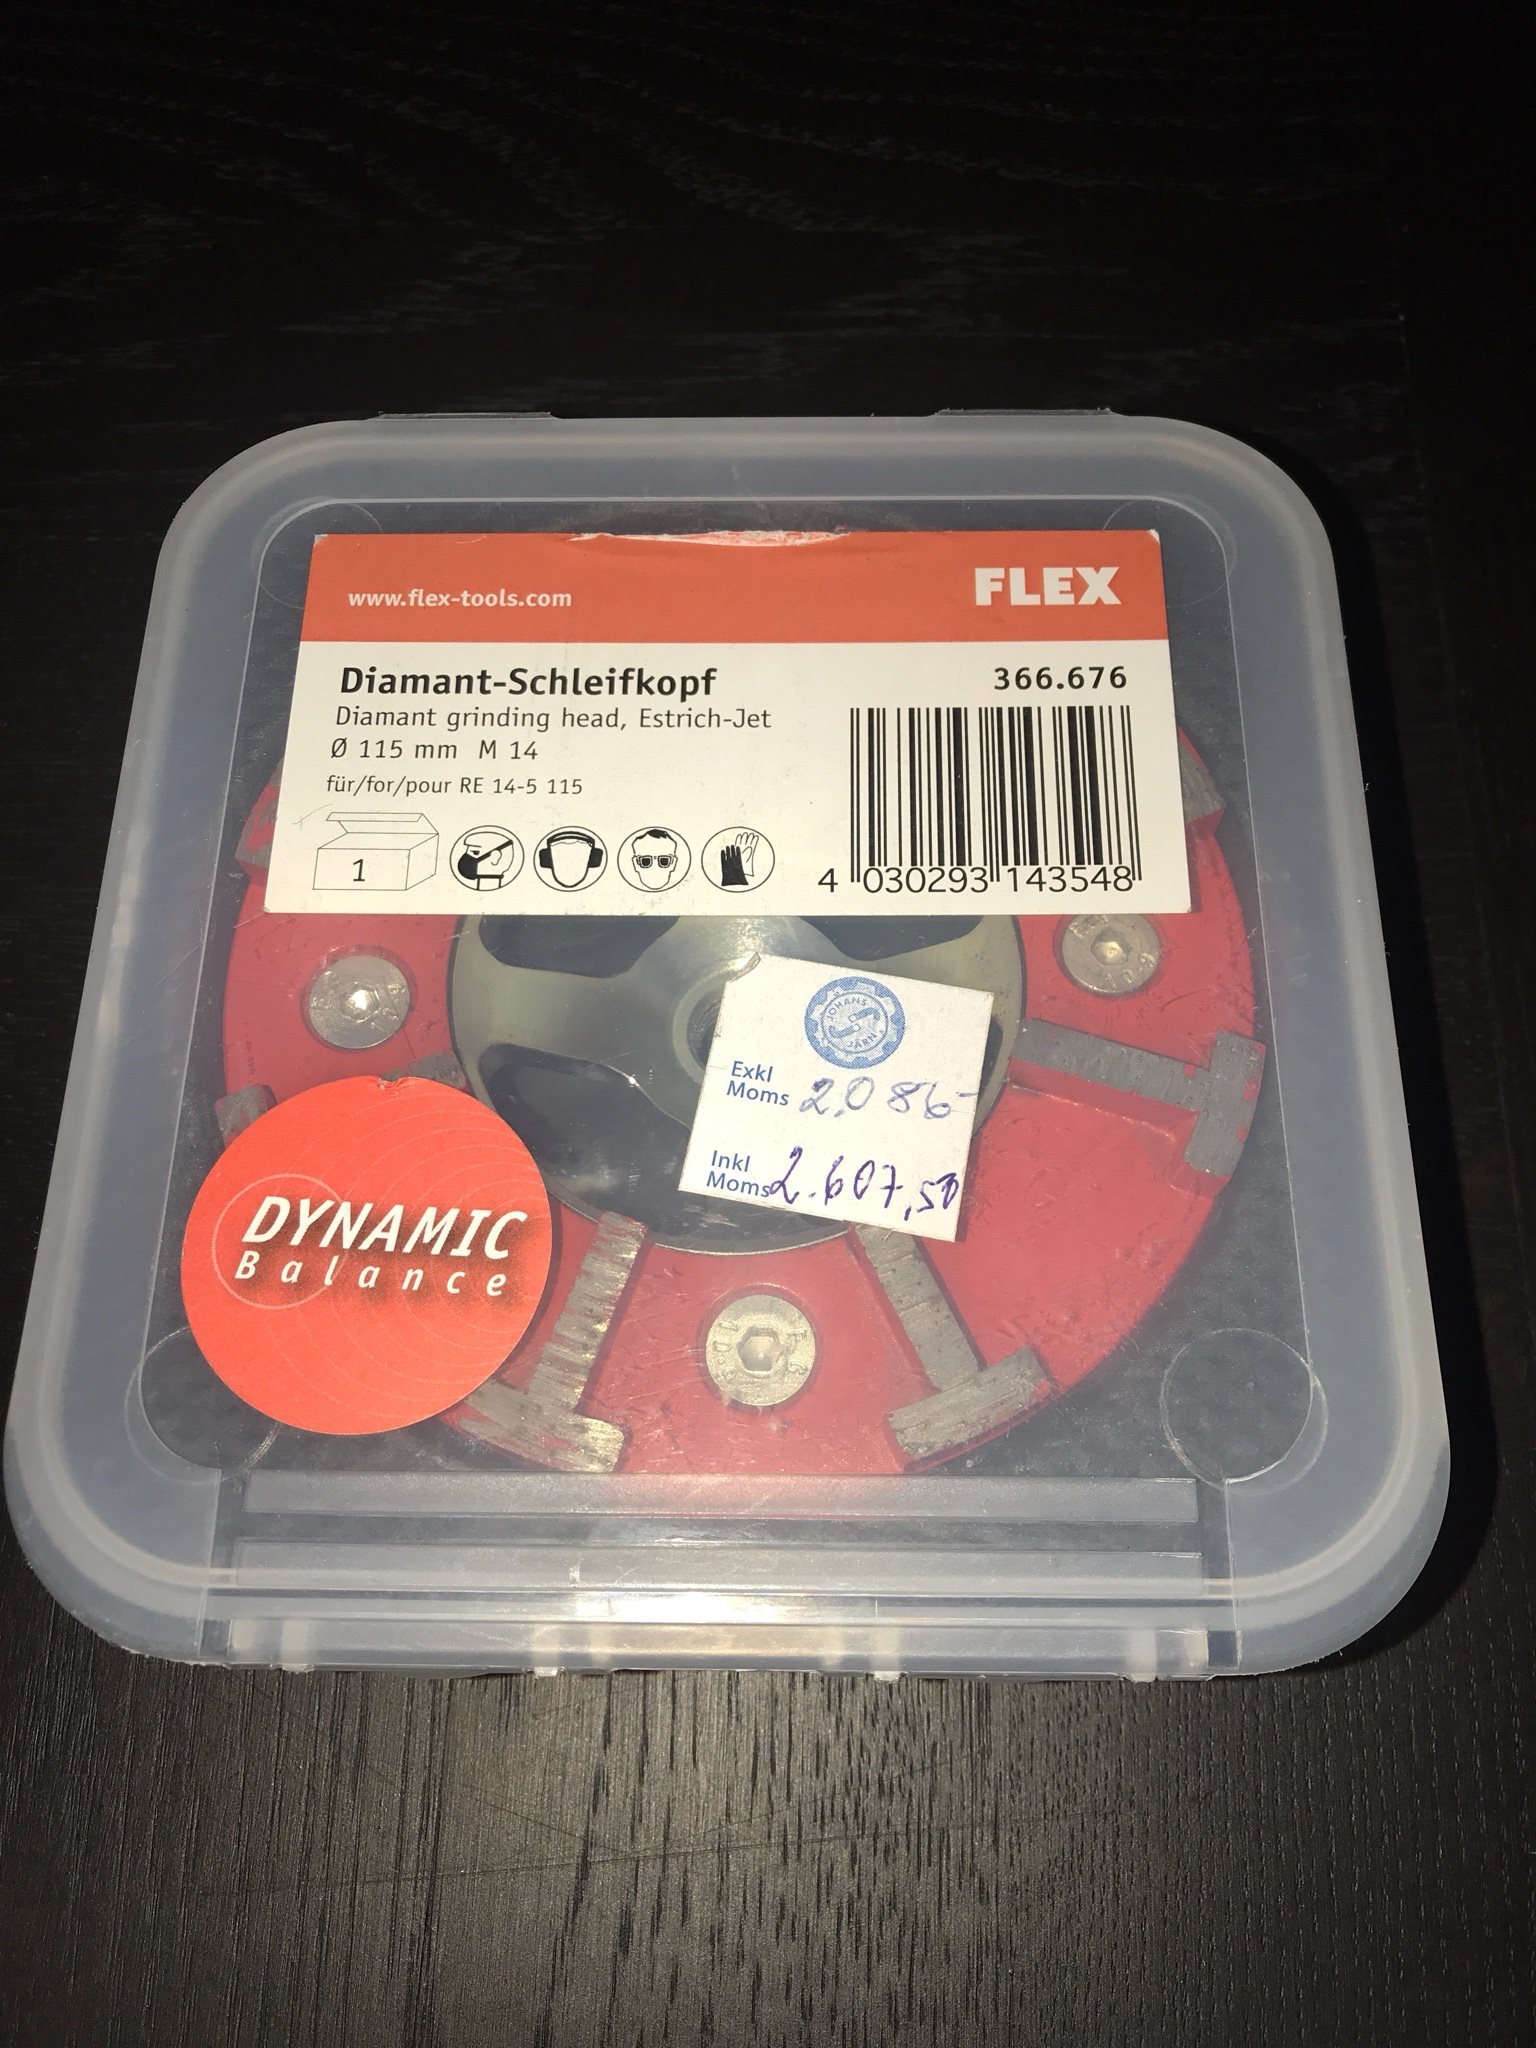 www.flex-tools.com
FLEX
Diamant-Schleifkopf
366.676
Diamant grinding head, Estrich-Jet
Ø 115 mm M 14
für/for/pour RE 14-5 115
1
4 030293 143548
JOHANS
JÄRN
Exkl
Moms 2.086-
Inkl
Moms 2.607,50
DYNAMIC
Balance